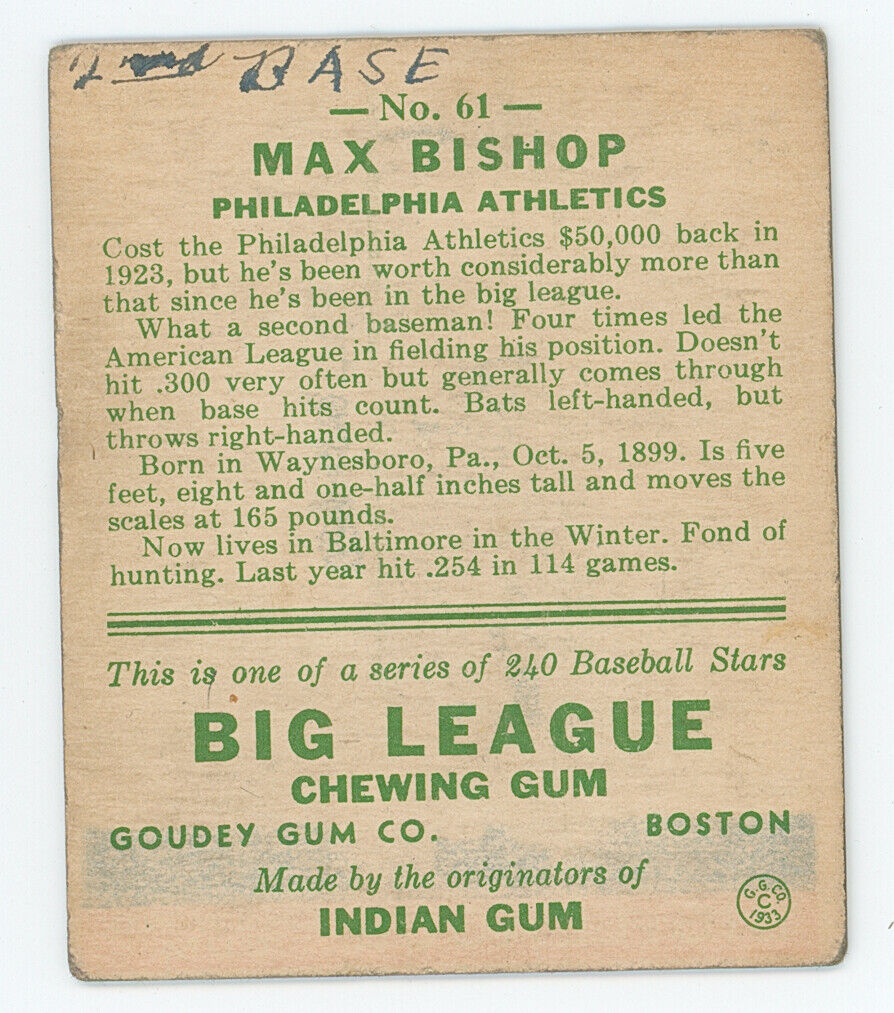 2nd BASE
— No. 61 —
MAX BISHOP
PHILADELPHIA ATHLETICS
Cost the Philadelphia Athletics $50,000 back in
1923, but he's been worth considerably more than
that since he's been in the big league.
What a second baseman! Four times led the
American League in fielding his position. Doesn't
hit .300 very often but generally comes through
when base hits count. Bats left-handed, but
throws right-handed.
Born in Waynesboro, Pa., Oct. 5, 1899. Is five
feet, eight and one-half inches tall and moves the
scales at 165 pounds.
Now lives in Baltimore in the Winter. Fond of
hunting. Last year hit .254 in 114 games.
This is one of a series of 240 Baseball Stars
BIG LEAGUE
CHEWING GUM
GOUDEY GUM CO. BOSTON
Made by the originators of
INDIAN GUM
G. G. CO.
C
1933